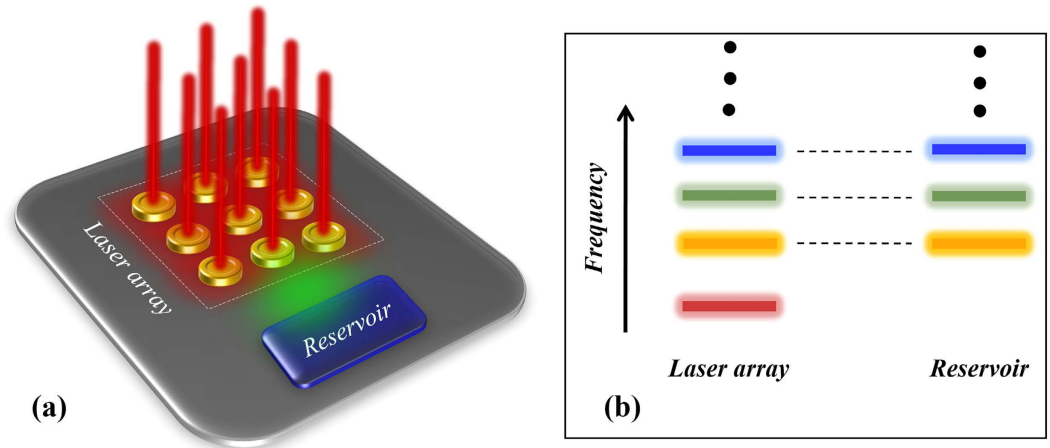 Laser array
Reservoir
(a)
Frequency
Laser array
Reservoir
(b)